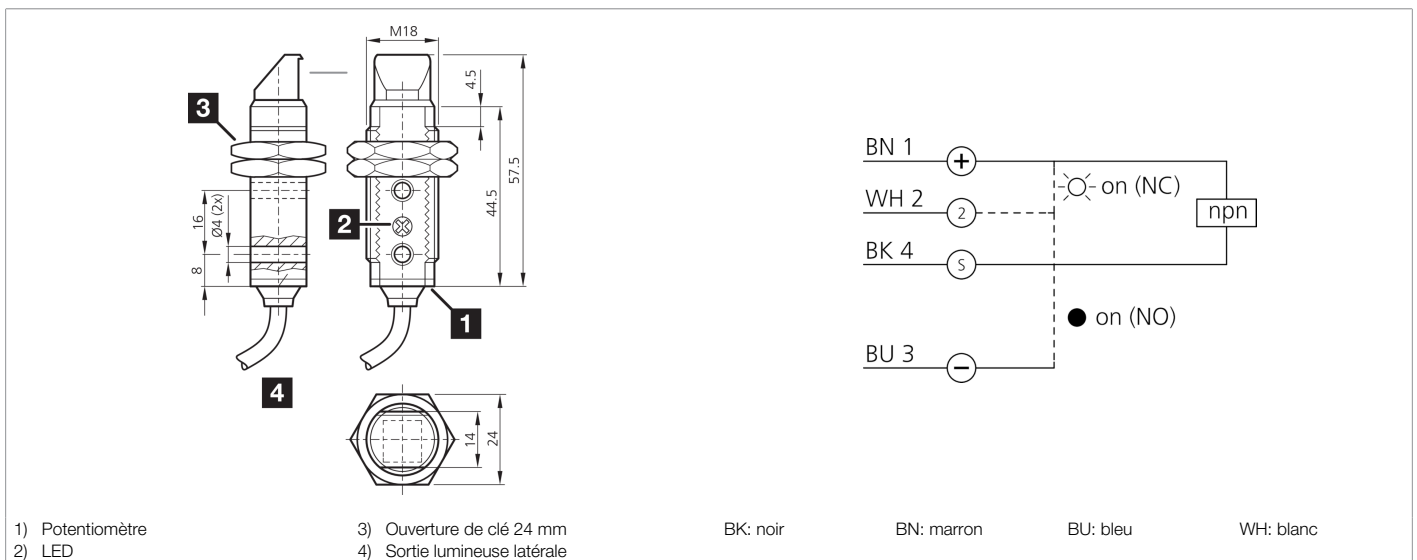 M18
4.5
3
57.5
44.5
16
Ø4 (2x)
8
2
1
4
14
24
BN 1
+
on (NC)
WH 2
2
npn
BK 4
S
on (NO)
BU 3
−
1) Potentiomètre
2) LED
3) Ouverture de clé 24 mm
4) Sortie lumineuse latérale
BK: noir
BN: marron
BU: bleu
WH: blanc